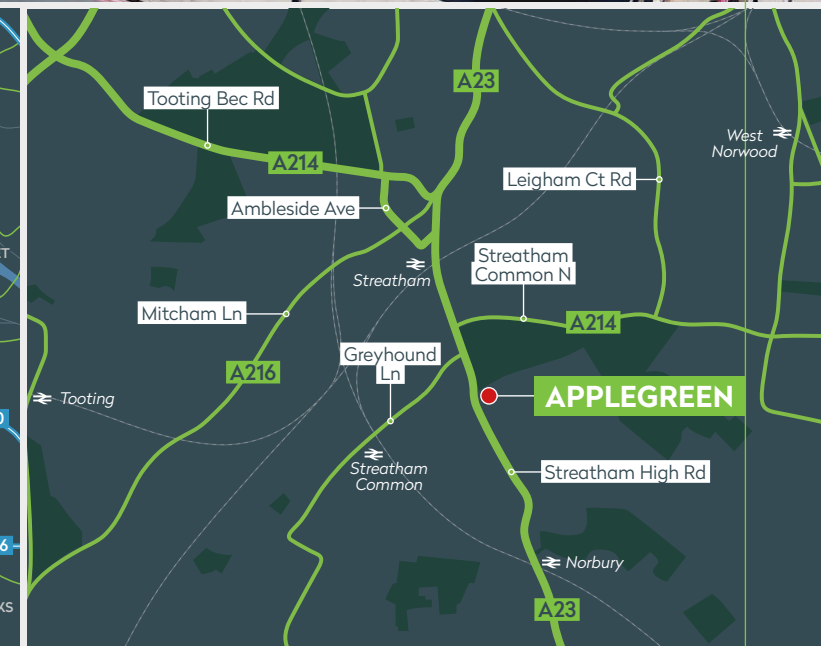 A23
Tooting Bec Rd
West
Norwood
A214
Leigham Ct Rd
Ambleside Ave
Streatham
Common N
Streatham
Mitcham Ln
A214
Greyhound
Ln
A216
APPLEGREEN
Tooting
Streatham
Common
Streatham High Rd
Norbury
A23